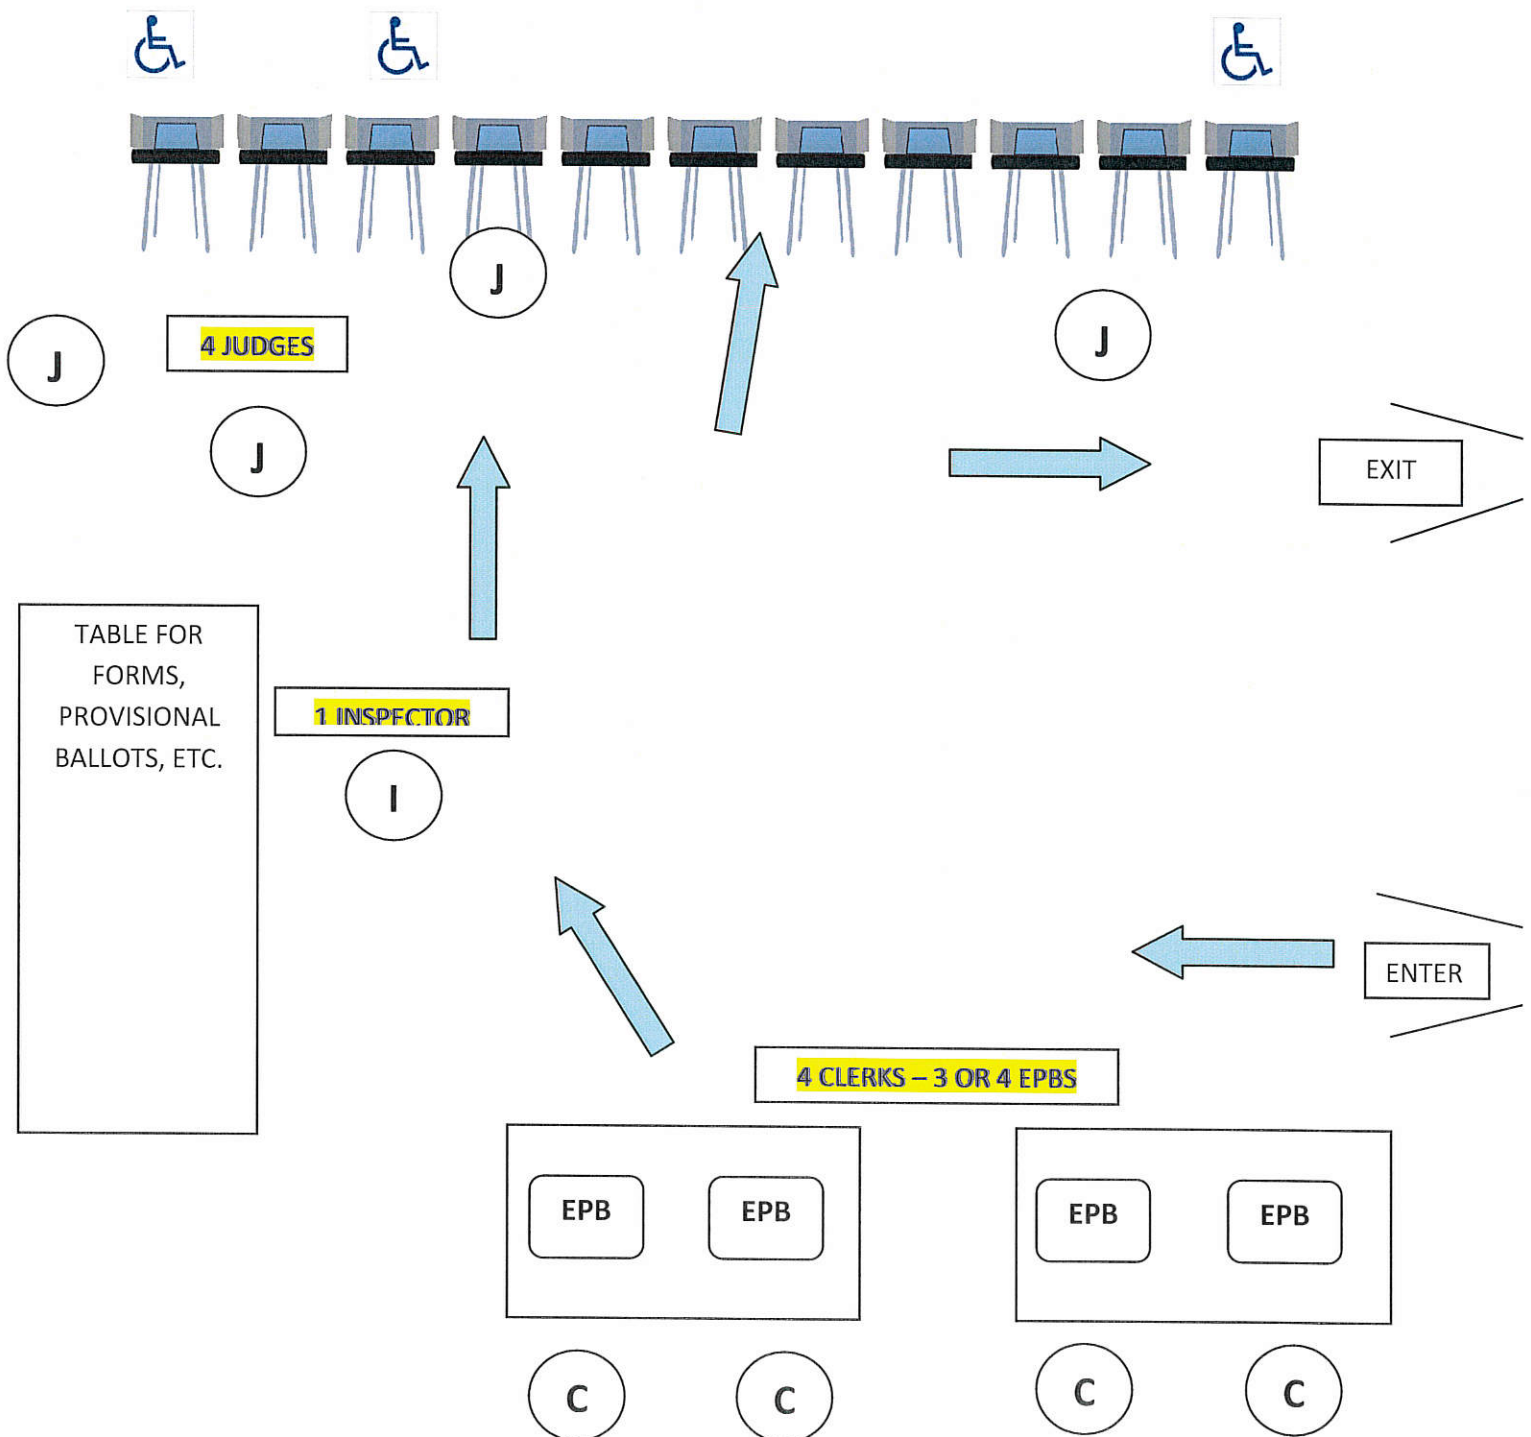 J
J
4 JUDGES
J
J
EXIT
TABLE FOR
FORMS,
PROVISIONAL
BALLOTS, ETC.
1 INSPECTOR
I
ENTER
4 CLERKS – 3 OR 4 EPBS
EPB
EPB
EPB
EPB
C
C
C
C